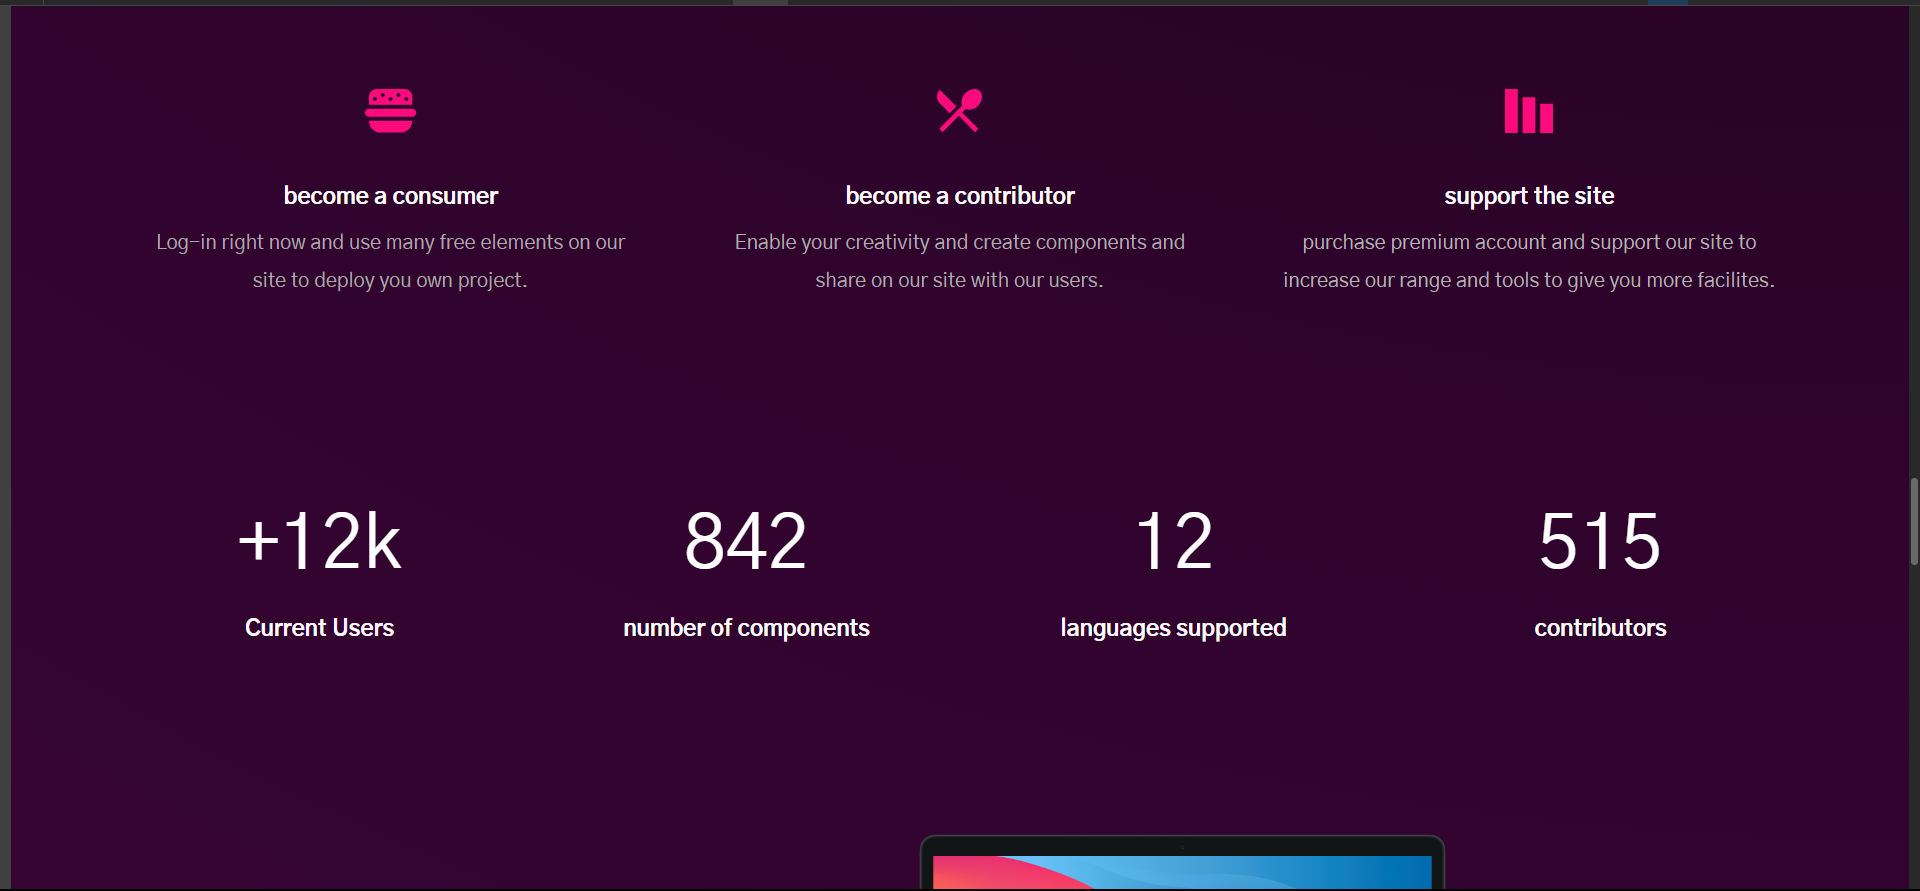 become a consumer
Log-in right now and use many free elements on our
site to deploy you own project.
become a contributor
Enable your creativity and create components and
share on our site with our users.
support the site
purchase premium account and support our site to
increase our range and tools to give you more facilites.
+12k
Current Users
842
number of components
12
languages supported
515
contributors